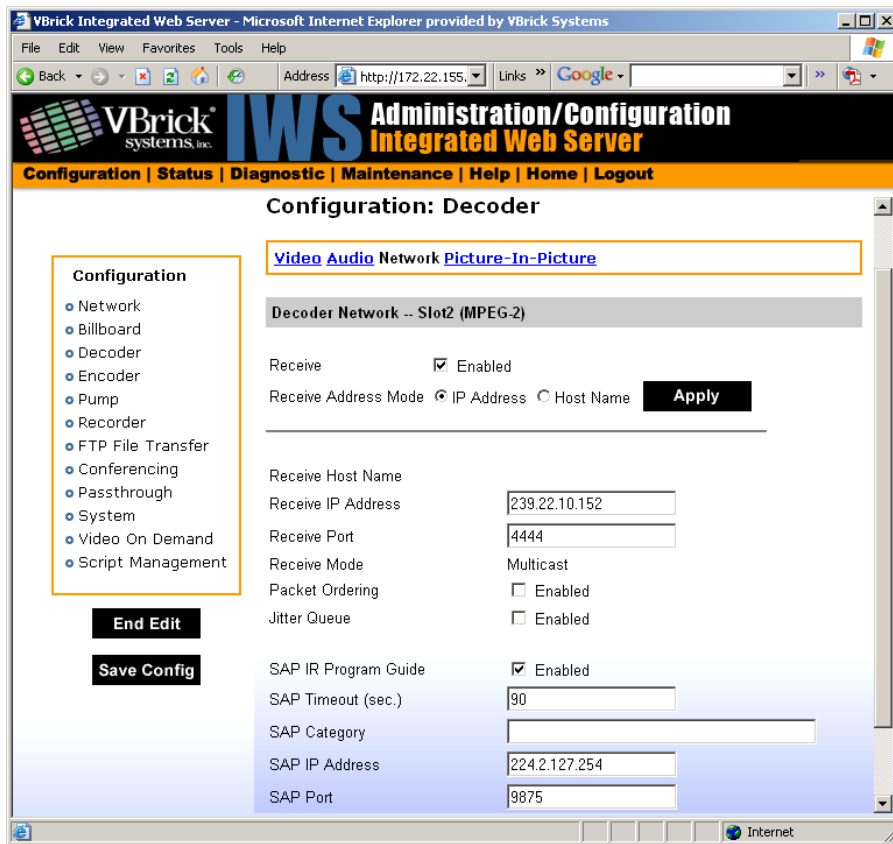 VBrick Integrated Web Server - Microsoft Internet Explorer provided by VBrick Systems
File Edit View Favorites Tools Help
Back Address http://172.22.155. Links » Google »
VBrick systems, inc. IWS Administration/Configuration
Integrated Web Server
Configuration | Status | Diagnostic | Maintenance | Help | Home | Logout
Configuration: Decoder
Video Audio Network Picture-In-Picture
Configuration
Network
Billboard
Decoder
Encoder
Pump
Recorder
FTP File Transfer
Conferencing
Passthrough
System
Video On Demand
Script Management
End Edit
Save Config
Decoder Network -- Slot2 (MPEG-2)
Receive Enabled
Receive Address Mode IP Address Host Name Apply
Receive Host Name
Receive IP Address 239.22.10.152
Receive Port 4444
Receive Mode Multicast
Packet Ordering Enabled
Jitter Queue Enabled
SAP IR Program Guide Enabled
SAP Timeout (sec.) 90
SAP Category
SAP IP Address 224.2.127.254
SAP Port 9875
Internet